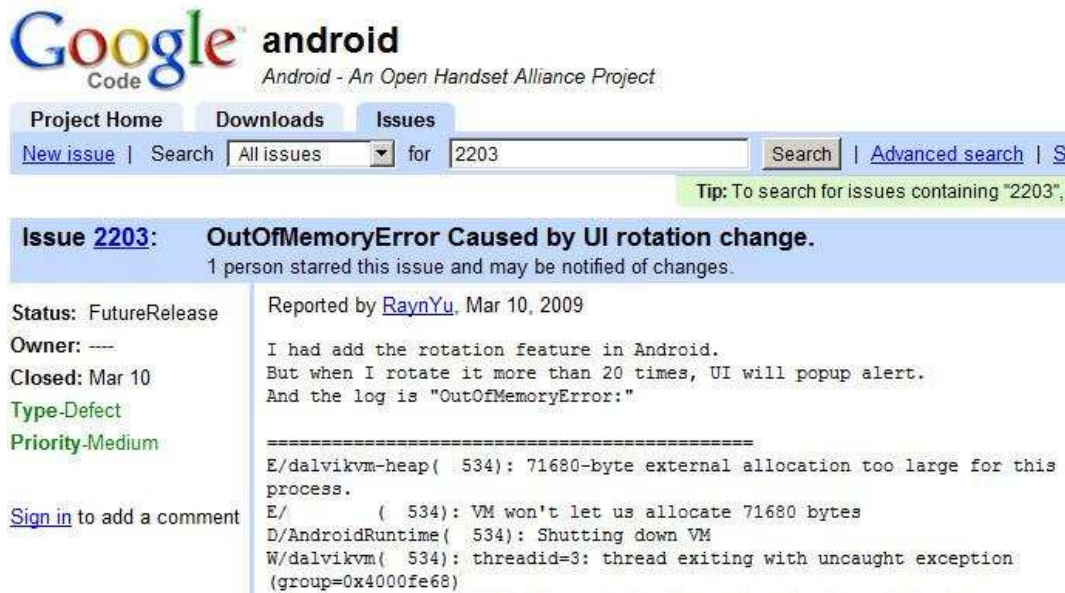 Google Code android
Android - An Open Handset Alliance Project
Project Home Downloads Issues
New issue | Search All issues for 2203 Search | Advanced search | S
Tip: To search for issues containing "2203",
Issue 2203: OutOfMemoryError Caused by UI rotation change.
1 person starred this issue and may be notified of changes.
Status: FutureRelease
Owner: ----
Closed: Mar 10
Type-Defect
Priority-Medium
Sign in to add a comment
Reported by RaynYu, Mar 10, 2009
I had add the rotation feature in Android.
But when I rotate it more than 20 times, UI will popup alert.
And the log is "OutOfMemoryError:"
=============================================
E/dalvikvm-heap(  534): 71680-byte external allocation too large for this
process.
E/        (  534): VM won't let us allocate 71680 bytes
D/AndroidRuntime(  534): Shutting down VM
W/dalvikvm(  534): threadid=3: thread exiting with uncaught exception
(group=0x4000fe68)